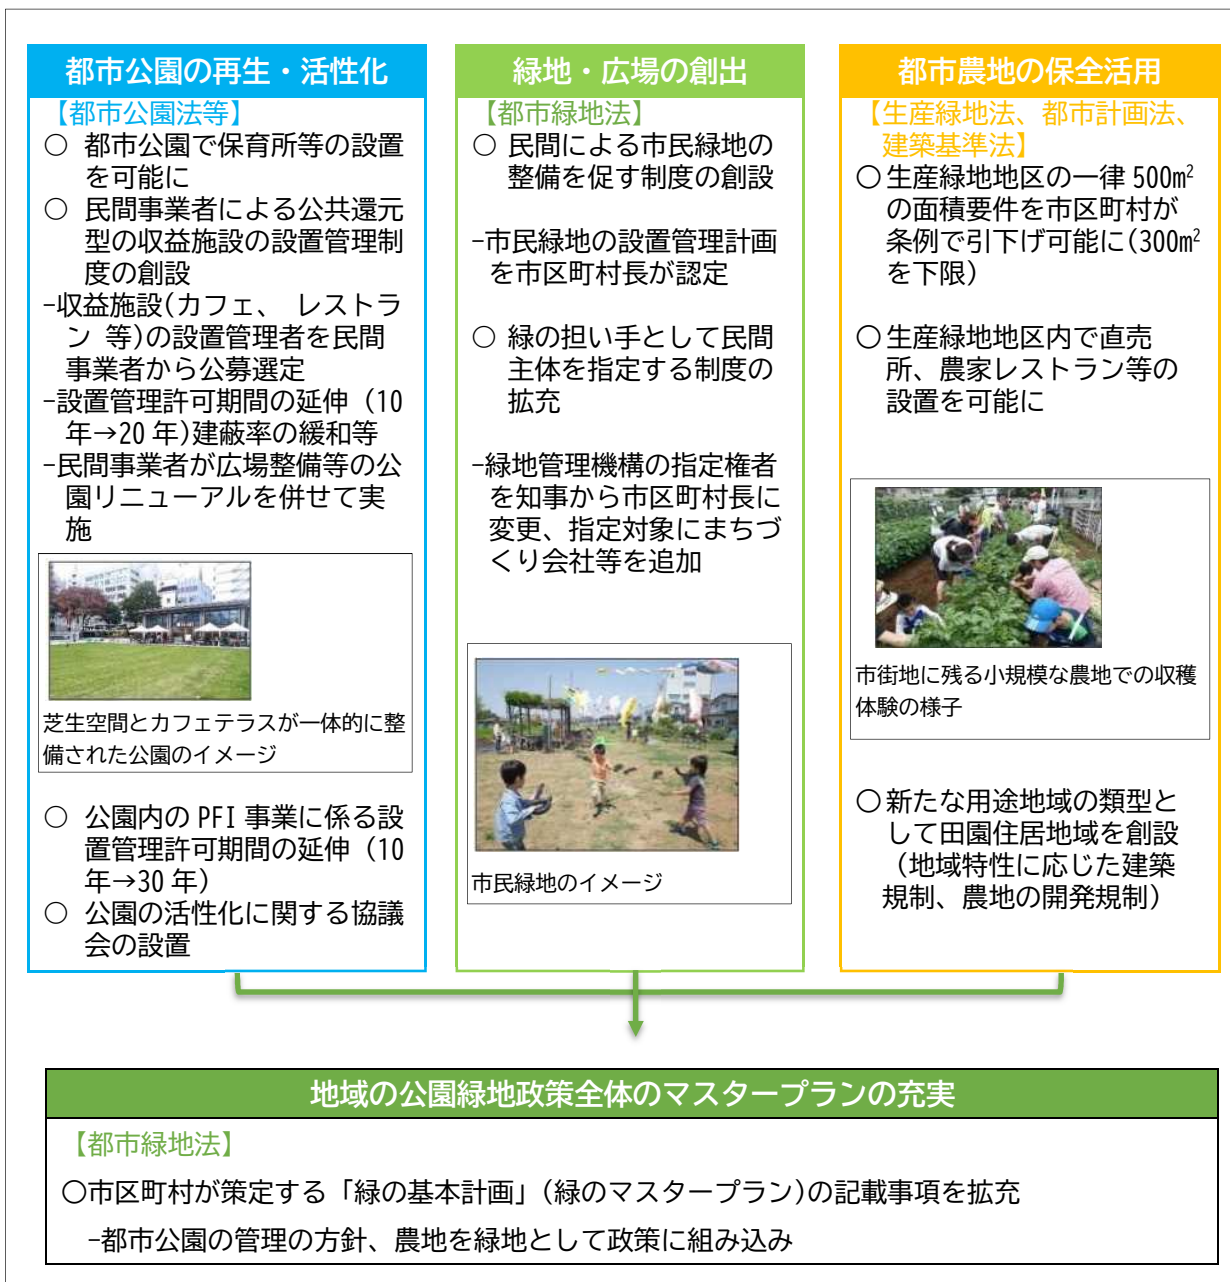 都市公園の再生・活性化
【都市公園法等】
○ 都市公園で保育所等の設置
を可能に
○ 民間事業者による公共還元
型の収益施設の設置管理制
度の創設
-収益施設(カフェ、 レストラ
ン 等)の設置管理者を民間
事業者から公募選定
-設置管理許可期間の延伸（10
年→20 年)建蔽率の緩和等
-民間事業者が広場整備等の公
園リニューアルを併せて実
施
芝生空間とカフェテラスが一体的に整
備された公園のイメージ
○ 公園内の PFI 事業に係る設
置管理許可期間の延伸（10
年→30 年）
○ 公園の活性化に関する協議
会の設置
緑地・広場の創出
【都市緑地法】
○ 民間による市民緑地の
整備を促す制度の創設
-市民緑地の設置管理計画
を市区町村長が認定
○ 緑の担い手として民間
主体を指定する制度の
拡充
-緑地管理機構の指定権者
を知事から市区町村長に
変更、指定対象にまちづ
くり会社等を追加
市民緑地のイメージ
都市農地の保全活用
【生産緑地法、都市計画法、
建築基準法】
○生産緑地地区の一律 500m²
の面積要件を市区町村が
条例で引下げ可能に(300m²
を下限）
○生産緑地地区内で直売
所、農家レストラン等の
設置を可能に
市街地に残る小規模な農地での収穫
体験の様子
○新たな用途地域の類型と
して田園住居地域を創設
（地域特性に応じた建築
規制、農地の開発規制）
地域の公園緑地政策全体のマスタープランの充実
【都市緑地法】
○市区町村が策定する「緑の基本計画」(緑のマスタープラン)の記載事項を拡充
-都市公園の管理の方針、農地を緑地として政策に組み込み